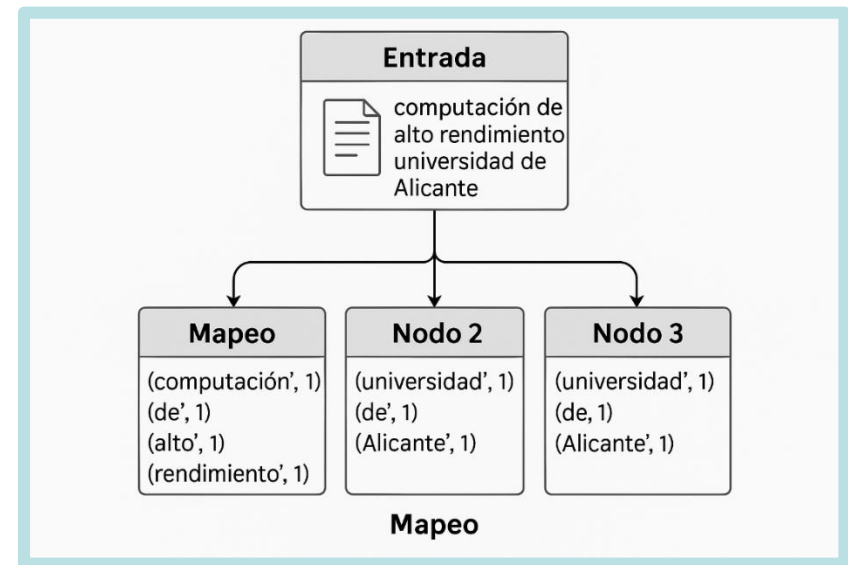 Entrada
computación de
alto rendimiento
universidad de
Alicante
Mapeo
(computación’, 1)
(de’, 1)
(alto’, 1)
(rendimiento’, 1)
Nodo 2
(universidad’, 1)
(de’, 1)
(Alicante’, 1)
Nodo 3
(universidad’, 1)
(de, 1)
(Alicante’, 1)
Mapeo